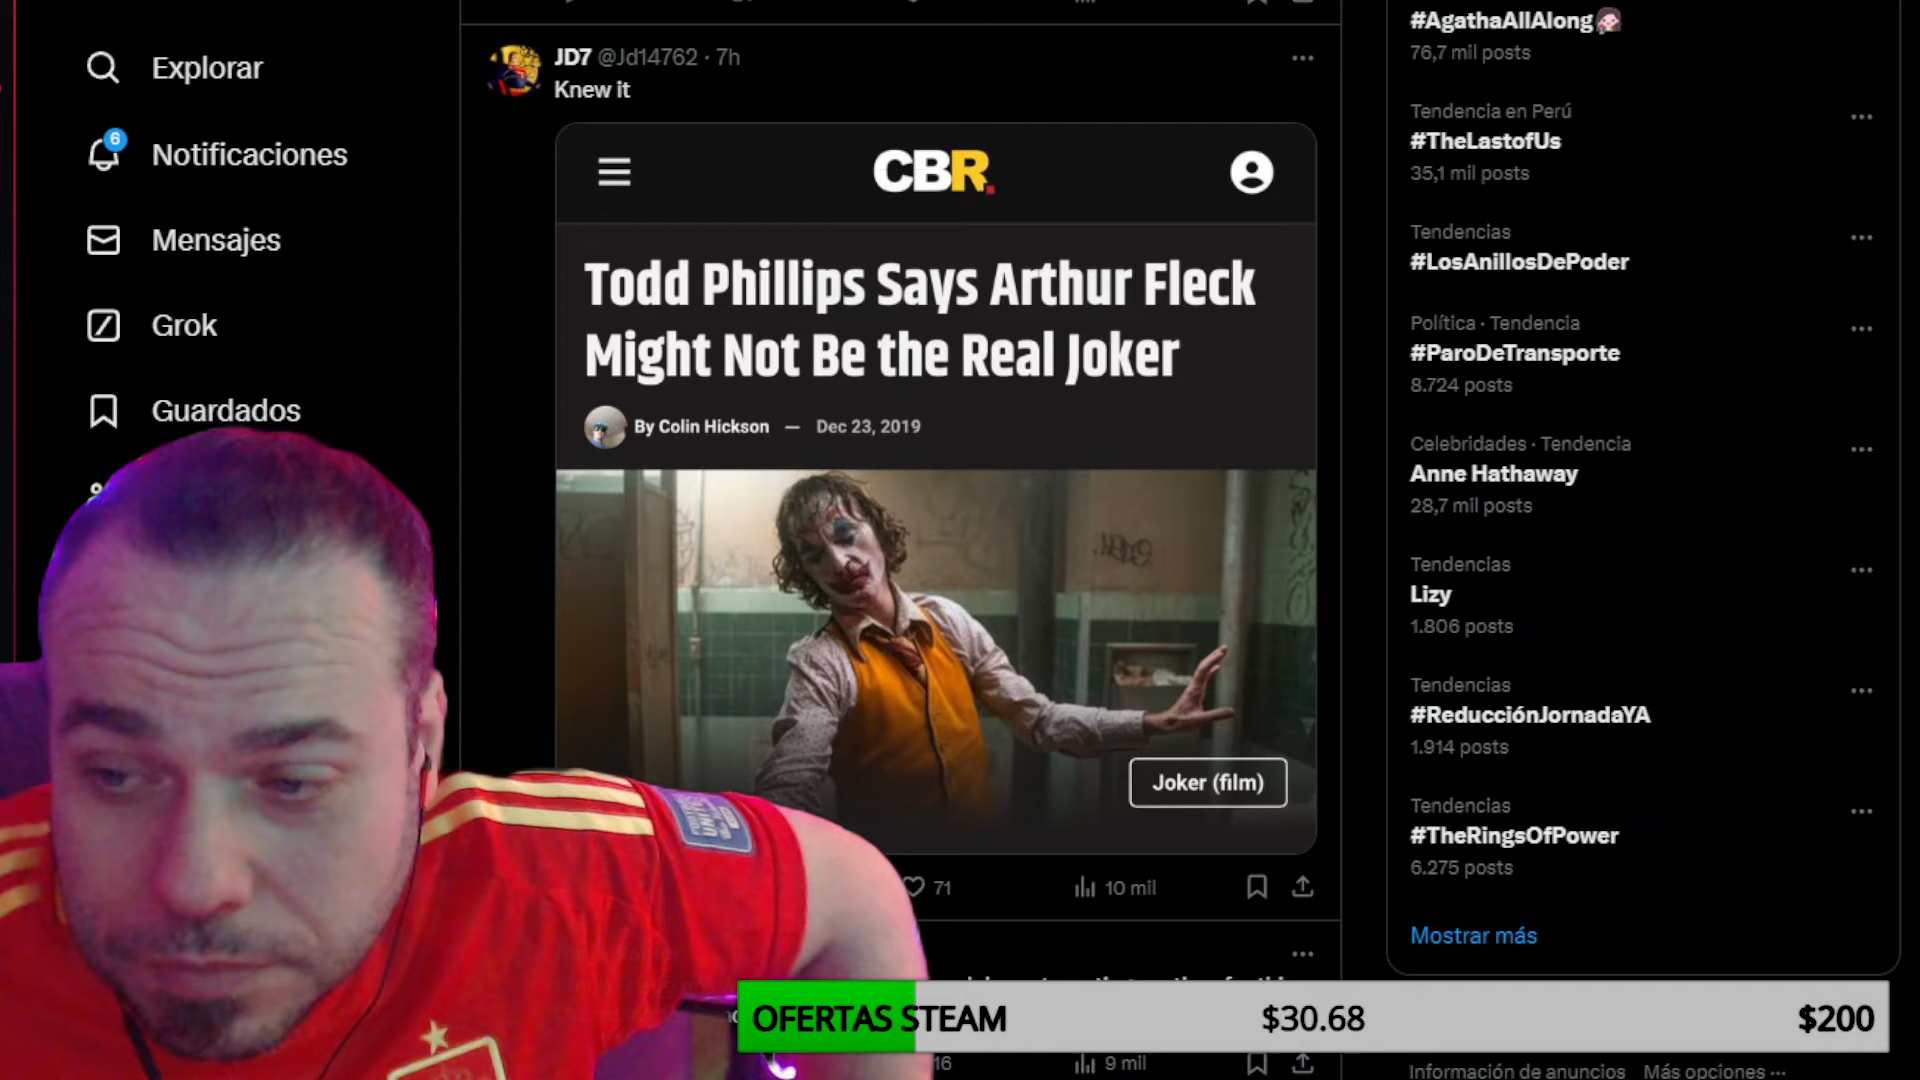 Explorar
6
Notificaciones
Mensajes
Grok
Guardados
JD7 @Jd14762 · 7h
Knew it
CBR.
Todd Phillips Says Arthur Fleck
Might Not Be the Real Joker
By Colin Hickson — Dec 23, 2019
Joker (film)
71
10 mil
OFERTAS STEAM $30.68 $200
16
9 mil
#AgathaAllAlong
76,7 mil posts
Tendencia en Perú
#TheLastofUs
35,1 mil posts
Tendencias
#LosAnillosDePoder
Política · Tendencia
#ParoDeTransporte
8.724 posts
Celebridades · Tendencia
Anne Hathaway
28,7 mil posts
Tendencias
Lizy
1.806 posts
Tendencias
#ReducciónJornadaYA
1.914 posts
Tendencias
#TheRingsOfPower
6.275 posts
Mostrar más
Información de anuncios Más opciones ···